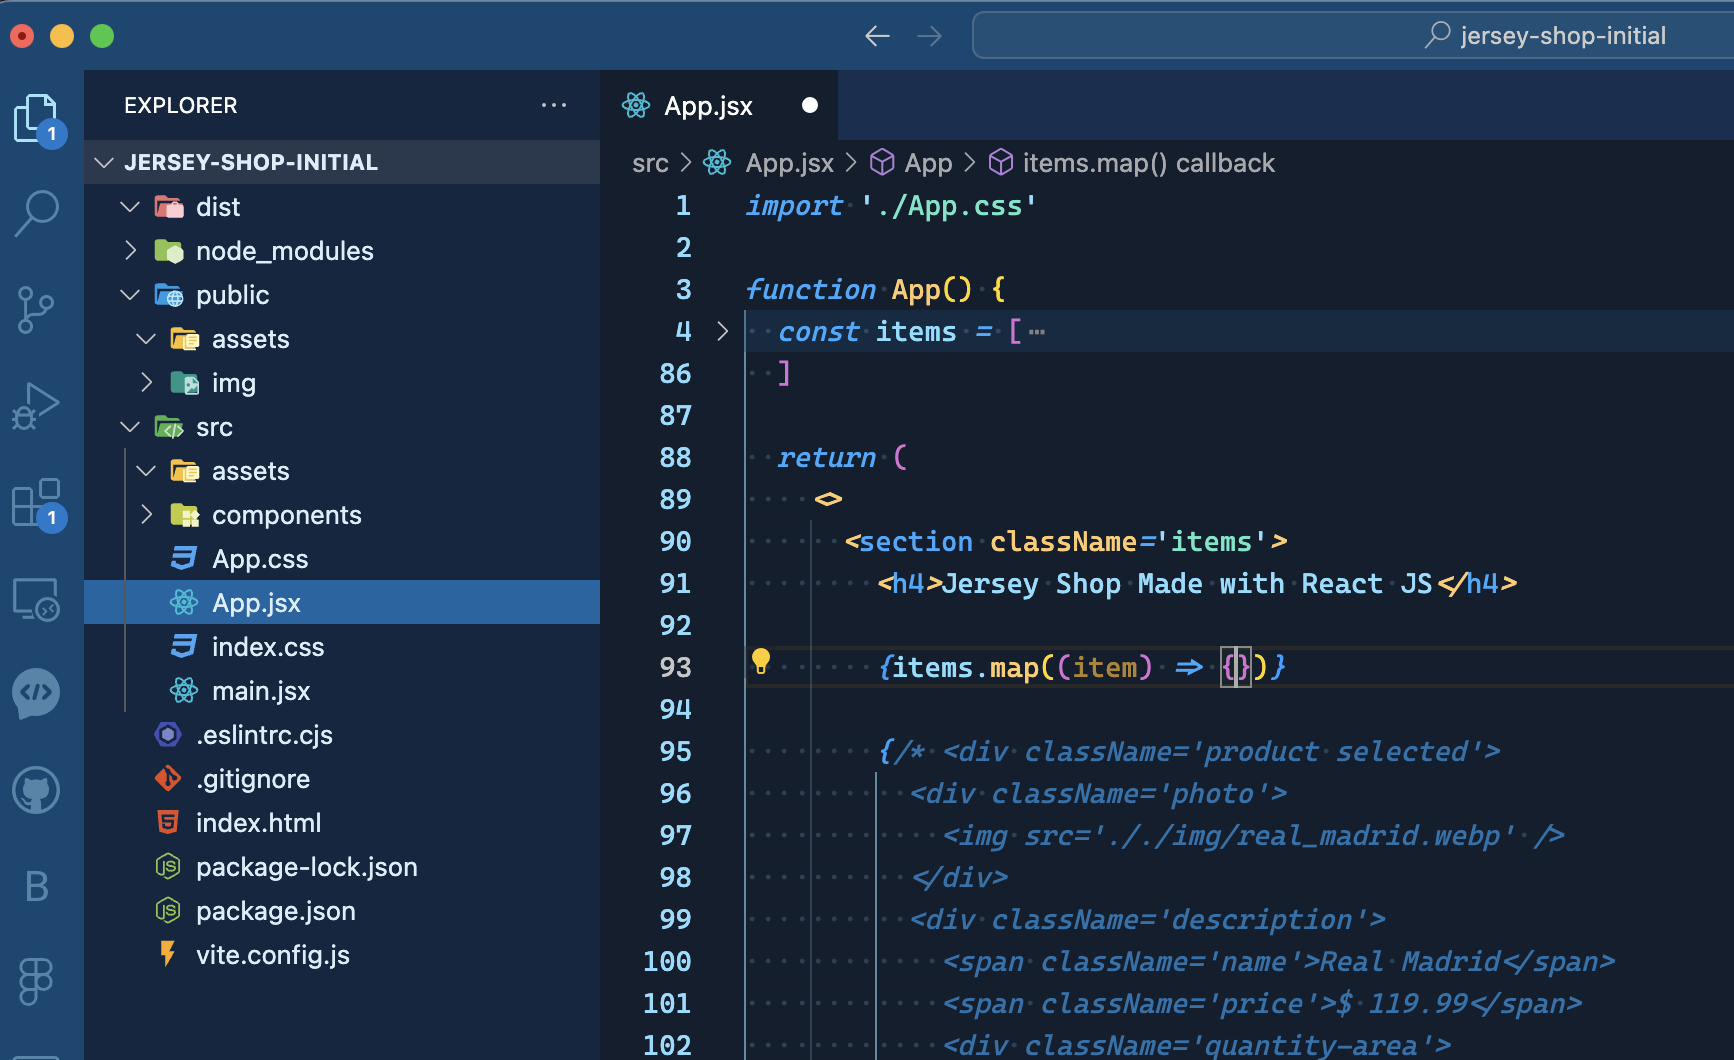 jersey-shop-initial
EXPLORER
1
JERSEY-SHOP-INITIAL
dist
node_modules
public
assets
img
src
assets
components
1
App.css
App.jsx
index.css
main.jsx
.eslintrc.cjs
.gitignore
index.html
package-lock.json
package.json
vite.config.js
B
App.jsx
src > App.jsx > App > items.map() callback
1 import './App.css'
2
3 function App() {
4 const items = [
86 ]
87
88 return (
89 <>
90 <section className='items'>
91 <h4>Jersey Shop Made with React JS</h4>
92
93 {items.map((item) => {})}
94
95 {/* <div className='product selected'>
96 <div className='photo'>
97 <img src='././img/real_madrid.webp' />
98 </div>
99 <div className='description'>
100 <span className='name'>Real Madrid</span>
101 <span className='price'>$ 119.99</span>
102 <div className='quantity-area'>